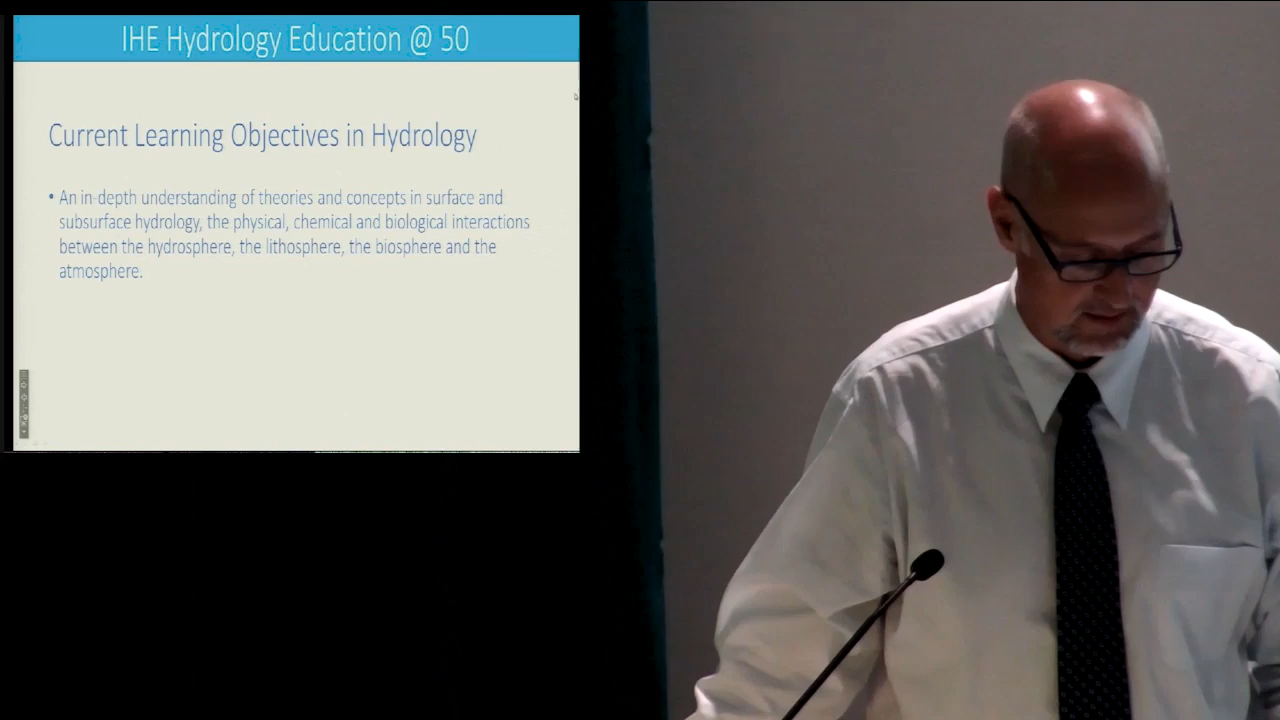 IHE Hydrology Education @ 50
Current Learning Objectives in Hydrology
• An in-depth understanding of theories and concepts in surface and
subsurface hydrology, the physical, chemical and biological interactions
between the hydrosphere, the lithosphere, the biosphere and the
atmosphere.